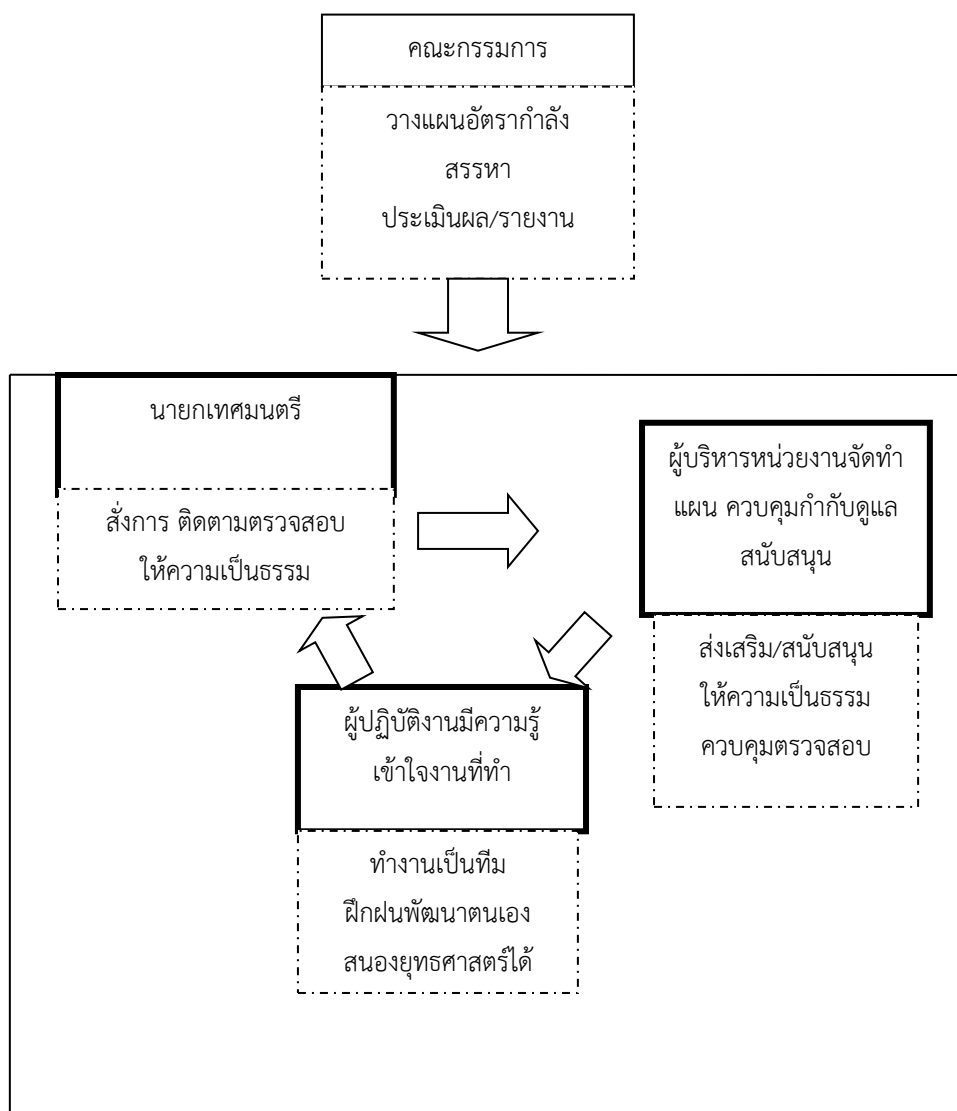 คณะกรรมการ
วางแผนอัตรากำลัง
สรรหา
ประเมินผล/รายงาน
นายกเทศมนตรี
สั่งการ ติดตามตรวจสอบ
ให้ความเป็นธรรม
ผู้บริหารหน่วยงานจัดทำ
แผน ควบคุมกำกับดูแล
สนับสนุน
ส่งเสริม/สนับสนุน
ให้ความเป็นธรรม
ควบคุมตรวจสอบ
ผู้ปฏิบัติงานมีความรู้
เข้าใจงานที่ทำ
ทำงานเป็นทีม
ฝึกฝนพัฒนาตนเอง
สนองยุทธศาสตร์ได้